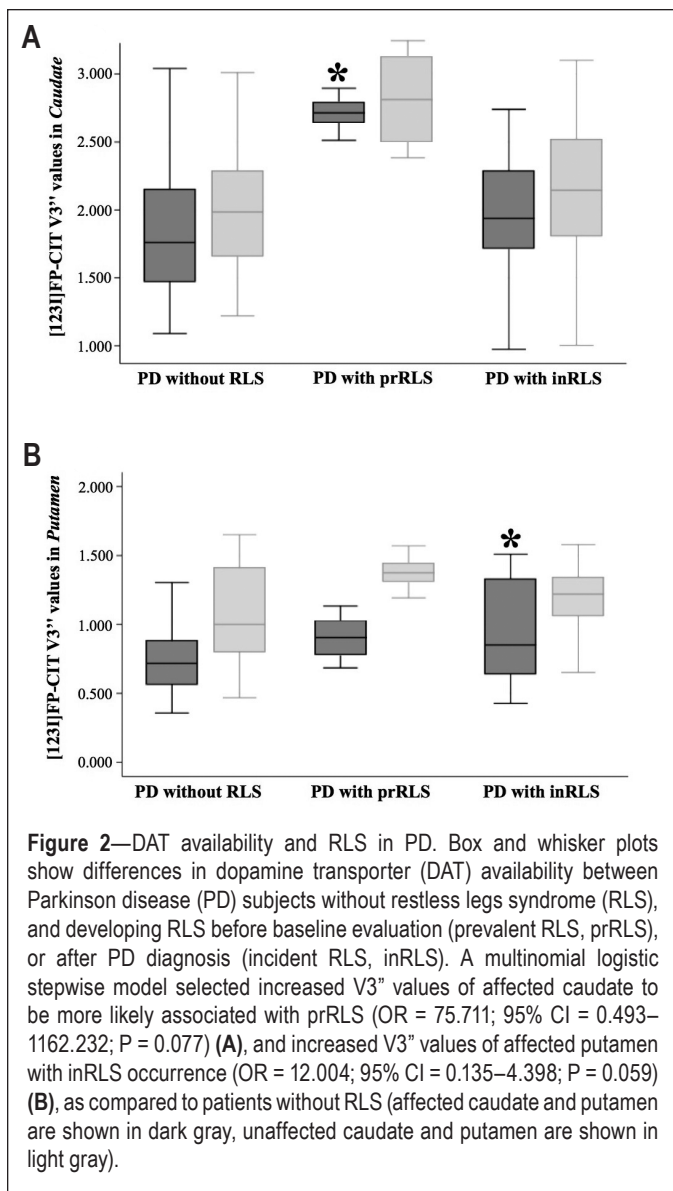 A
[123I]FP-CIT V3'' values in Caudate
3.000
2.500
2.000
1.500
1.000
*
PD without RLS PD with prRLS PD with inRLS
B
[123I]FP-CIT V3'' values in Putamen
2.000
1.500
1.000
0.500
0.000
*
PD without RLS PD with prRLS PD with inRLS
Figure 2—DAT availability and RLS in PD. Box and whisker plots
show differences in dopamine transporter (DAT) availability between
Parkinson disease (PD) subjects without restless legs syndrome (RLS),
and developing RLS before baseline evaluation (prevalent RLS, prRLS),
or after PD diagnosis (incident RLS, inRLS). A multinomial logistic
stepwise model selected increased V3” values of affected caudate to
be more likely associated with prRLS (OR = 75.711; 95% CI = 0.493–
1162.232; P = 0.077) (A), and increased V3” values of affected putamen
with inRLS occurrence (OR = 12.004; 95% CI = 0.135–4.398; P = 0.059)
(B), as compared to patients without RLS (affected caudate and putamen
are shown in dark gray, unaffected caudate and putamen are shown in
light gray).